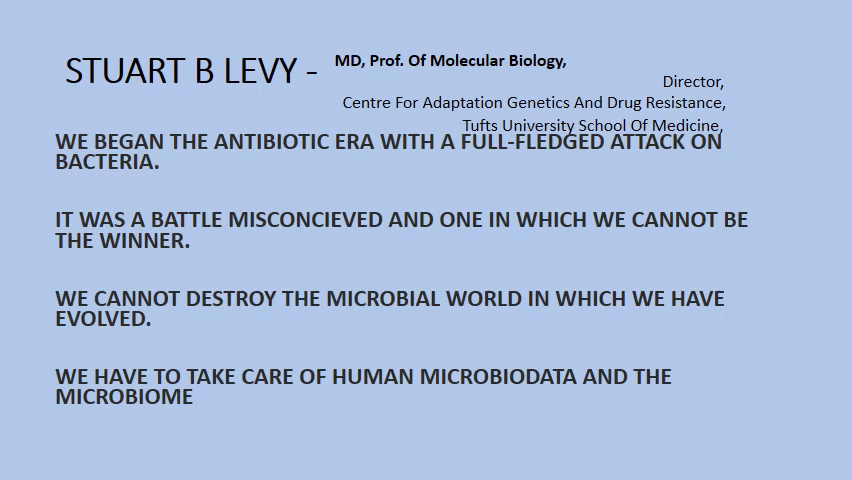 STUART B LEVY - MD, Prof. Of Molecular Biology,
Director,
Centre For Adaptation Genetics And Drug Resistance,
Tufts University School Of Medicine,
WE BEGAN THE ANTIBIOTIC ERA WITH A FULL-FLEDGED ATTACK ON
BACTERIA.
IT WAS A BATTLE MISCONCIEVED AND ONE IN WHICH WE CANNOT BE
THE WINNER.
WE CANNOT DESTROY THE MICROBIAL WORLD IN WHICH WE HAVE
EVOLVED.
WE HAVE TO TAKE CARE OF HUMAN MICROBIODATA AND THE
MICROBIOME